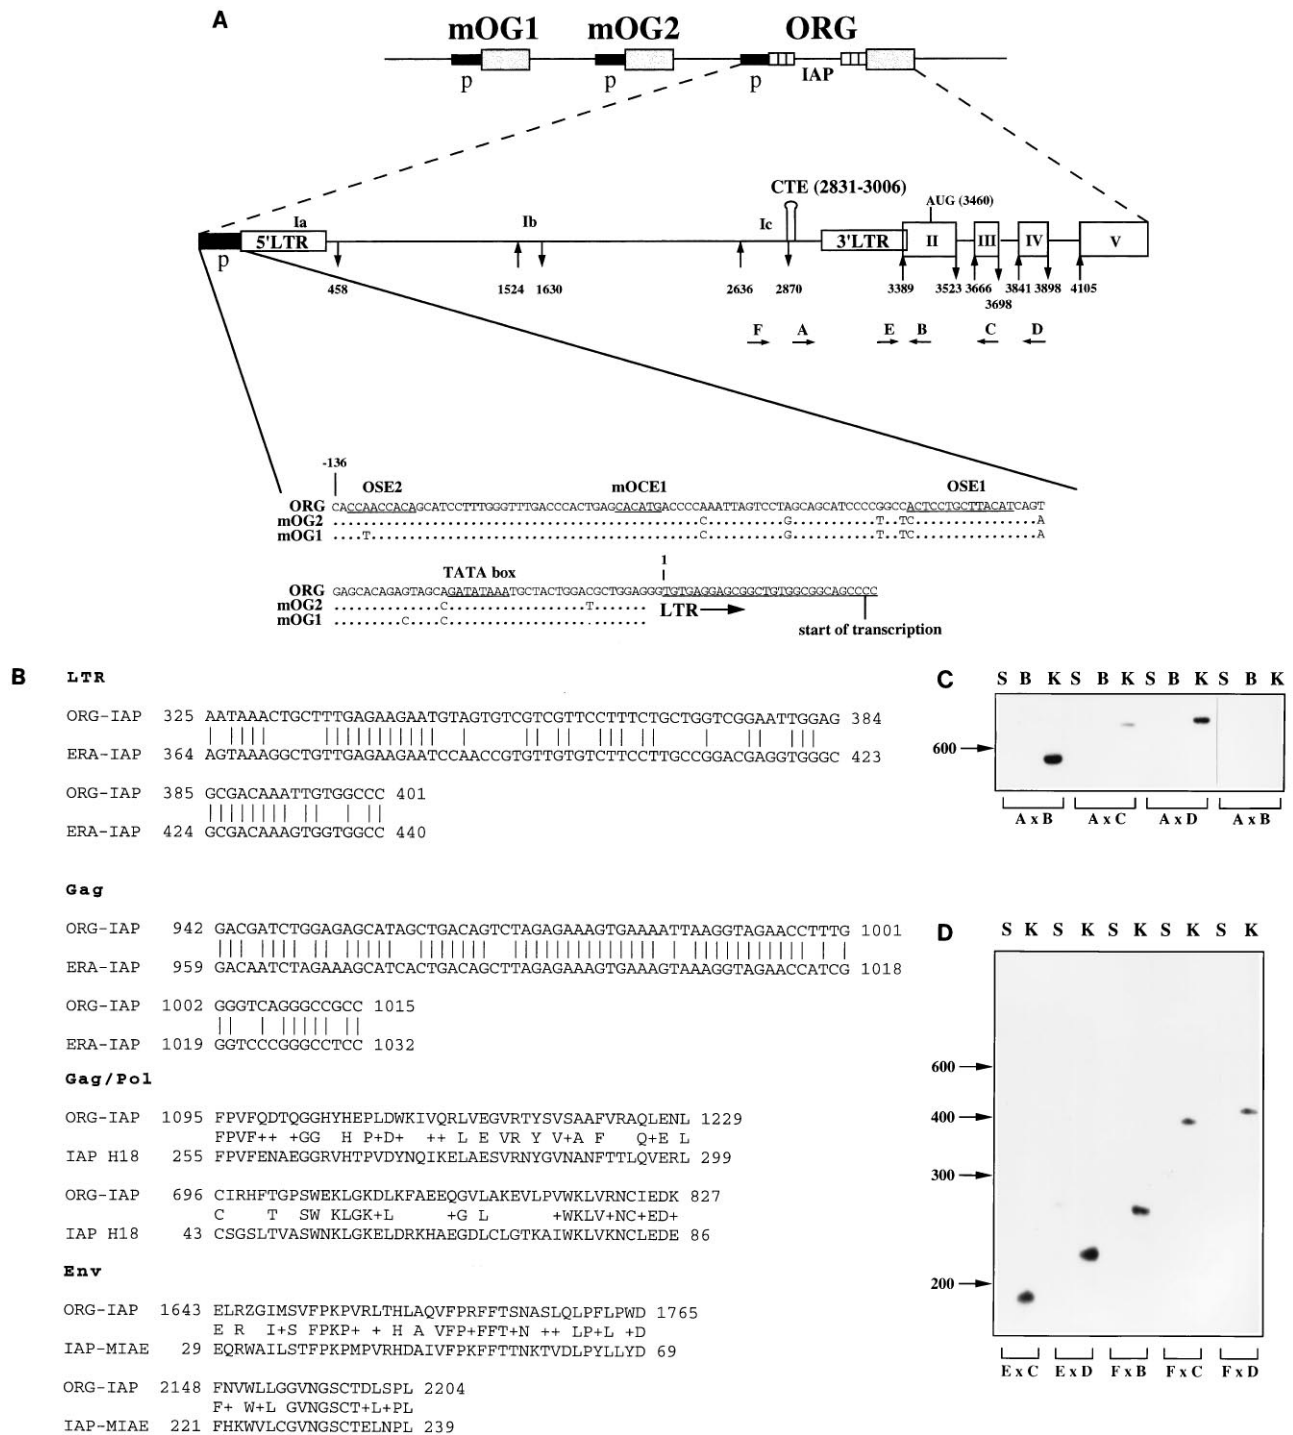 A
mOG1 mOG2 ORG
p p p IAP
CTE (2831-3006)
AUG (3460)
Ia Ib Ic
p 5'LTR 3'LTR II III IV V
458 1524 1630 2636 2870 3389 3523 3666 3698 3841 3898 4105
F A E B C D
-136
OSE2 mOCE1 OSE1
ORG CACCAACCACAGCATCCTTTGGGTTTGACCCACTGAGCACATGACCCCAAATTAGTCCTAGCAGCATCCCCGGCCACTCCTGCTTACATCAGT
mOG2 C G T TC A
mOG1 T C G T TC A
TATA box 1
ORG GAGCACAGAGTAGCAGATATAAATGCTACTGGACGCTGGAGGGTGTGAGGAGCGGCTGTGGCGGCAGCCCC
mOG2 C T LTR
mOG1 C C
start of transcription
B
LTR
ORG-IAP 325 AATAAACTGCTTTGAGAAGAATGTAGTGTCGTCGTTCCTTTCTGCTGGTCGGAATTGGAG 384
ERA-IAP 364 AGTAAAGGCTGTTGAGAAGAATCCAACCGTGTTGTGTCTTCCTTGCCGGACGAGGTGGGC 423
ORG-IAP 385 GCGACAAATTGTGGCCC 401
ERA-IAP 424 GCGACAAAGTGGTGGCC 440
Gag
ORG-IAP 942 GACGATCTGGAGAGCATAGCTGACAGTCTAGAGAAAGTGAAAATTAAGGTAGAACCTTTG 1001
ERA-IAP 959 GACAATCTAGAAAGCATCACTGACAGCTTAGAGAAAGTGAAAGTAAAGGTAGAACCATCG 1018
ORG-IAP 1002 GGGTCAGGGCCGCC 1015
ERA-IAP 1019 GGTCCCGGGCCTCC 1032
Gag/Pol
ORG-IAP 1095 FPVFQDTQGGHYHEPLDWKIVQRLVEGVRTYSVSAAFVRAQLENL 1229
FPVF++ +GG H P+D+ ++ L E VR Y V+A F Q+E L
IAP H18 255 FPVFENAEGGRVHTPVDYNQIKELAESVRNYGVNANFTTLQVERL 299
ORG-IAP 696 CIRHFTGPSWEKLGKDLKFAEEQGVLAKEVLPVWKLVRNCIEDK 827
C T SW KLGK+L +G L +WKLV+NC+ED+
IAP H18 43 CSGSLTVASWNKLGKELDRKHAEGDLCLGTKAIWKLVKNCLEDE 86
Env
ORG-IAP 1643 ELRZGIMSVFPKPVRLTHLAQVFPRFFTSNASLQLPFLPWD 1765
E R I+S FPKP+ + H A VFP+FFT+N ++ LP+L +D
IAP-MIAE 29 EQRWAILSTFPKPMPVRHDAIVFPKFFTTNKTVDLPYLLYD 69
ORG-IAP 2148 FNVWLLGGVNGSCTDLSPL 2204
F+ W+L GVNGSCT+L+PL
IAP-MIAE 221 FHKWVLCGVNGSCTELNPL 239
C
S B K S B K S B K S B K
600
A x B A x C A x D A x B
D
S K S K S K S K S K
600
400
300
200
E x C E x D F x B F x C F x D